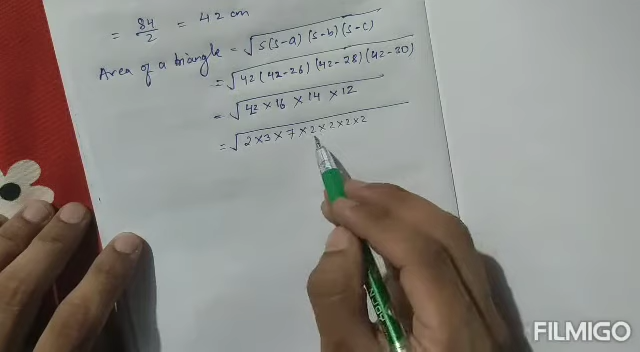 = 84/2 = 42 cm
Area of a triangle = √s(s-a) (s-b) (s-c)
= √42 (42-26) (42-28) (42-30)
= √42 × 16 × 14 × 12
= √2 × 3 × 7 × 2 × 2 × 2 × 2
FILMIGO